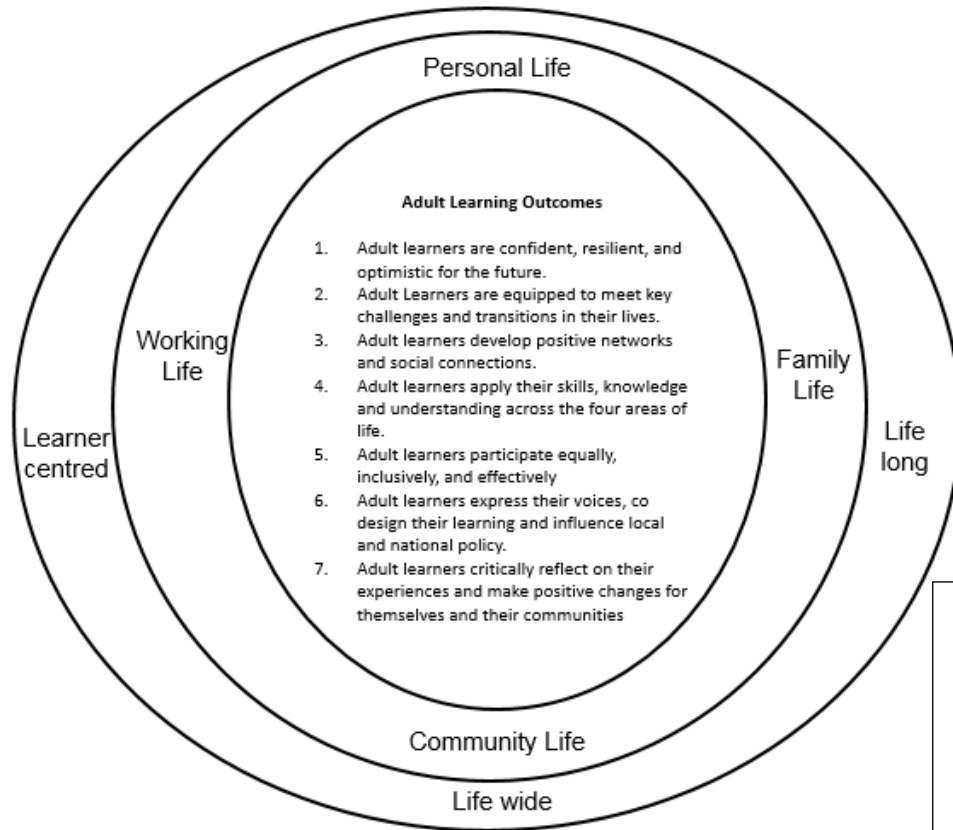 Personal Life
Adult Learning Outcomes
1. Adult learners are confident, resilient, and
optimistic for the future.
2. Adult Learners are equipped to meet key
challenges and transitions in their lives.
3. Adult learners develop positive networks
and social connections.
4. Adult learners apply their skills, knowledge
and understanding across the four areas of
life.
5. Adult learners participate equally,
inclusively, and effectively
6. Adult learners express their voices, co
design their learning and influence local
and national policy.
7. Adult learners critically reflect on their
experiences and make positive changes for
themselves and their communities
Working
Life
Family
Life
Learner
centred
Life
long
Community Life
Life wide